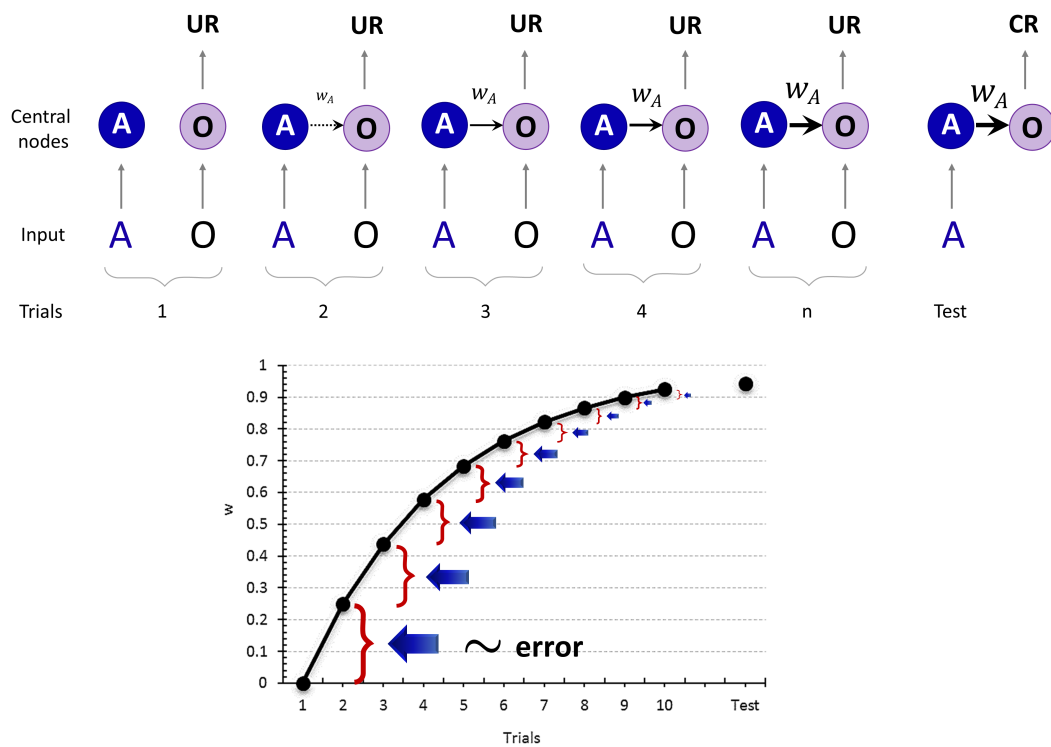 UR UR UR UR UR CR
Central nodes A O A w_A O A w_A O A w_A O A w_A O A w_A O
Input A O A O A O A O A O A
Trials 1 2 3 4 n Test
1
0.9
0.8
0.7
0.6
0.5
0.4
0.3
0.2
0.1
0
w
~ error
1 2 3 4 5 6 7 8 9 10 Test
Trials